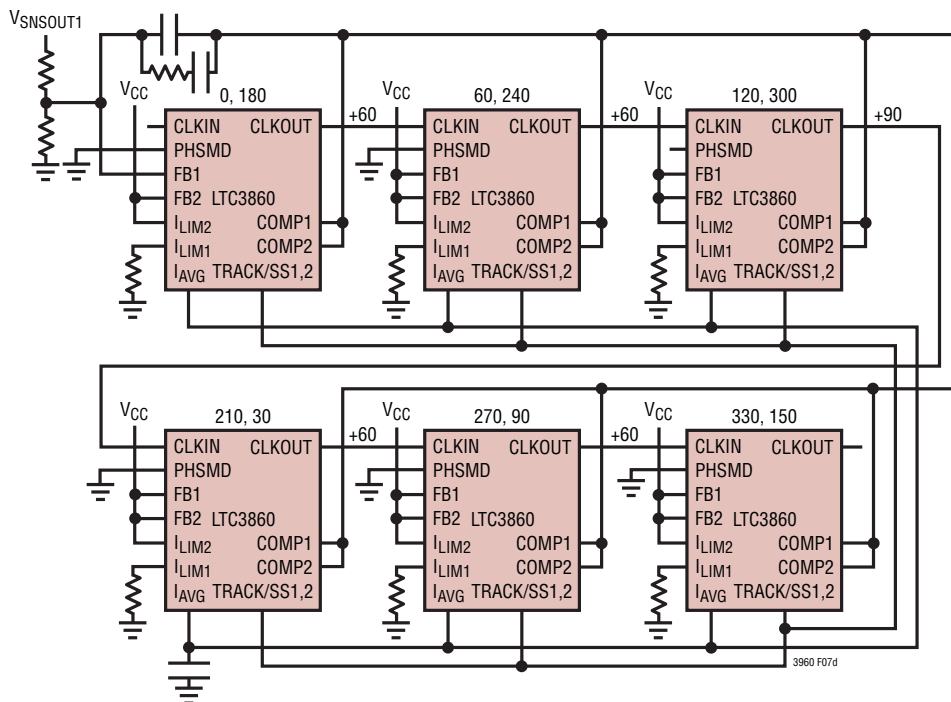 VSNSOUT1
VCC
0, 180
CLKIN CLKOUT
PHSMD
FB1
FB2 LTC3860
ILIM2 COMP1
ILIM1 COMP2
IAVG TRACK/SS1,2
+60
VCC
60, 240
CLKIN CLKOUT
PHSMD
FB1
FB2 LTC3860
ILIM2 COMP1
ILIM1 COMP2
IAVG TRACK/SS1,2
+60
VCC
120, 300
CLKIN CLKOUT
PHSMD
FB1
FB2 LTC3860
ILIM2 COMP1
ILIM1 COMP2
IAVG TRACK/SS1,2
+90
VCC
210, 30
CLKIN CLKOUT
PHSMD
FB1
FB2 LTC3860
ILIM2 COMP1
ILIM1 COMP2
IAVG TRACK/SS1,2
+60
VCC
270, 90
CLKIN CLKOUT
PHSMD
FB1
FB2 LTC3860
ILIM2 COMP1
ILIM1 COMP2
IAVG TRACK/SS1,2
+60
VCC
330, 150
CLKIN CLKOUT
PHSMD
FB1
FB2 LTC3860
ILIM2 COMP1
ILIM1 COMP2
IAVG TRACK/SS1,2
3960 F07d